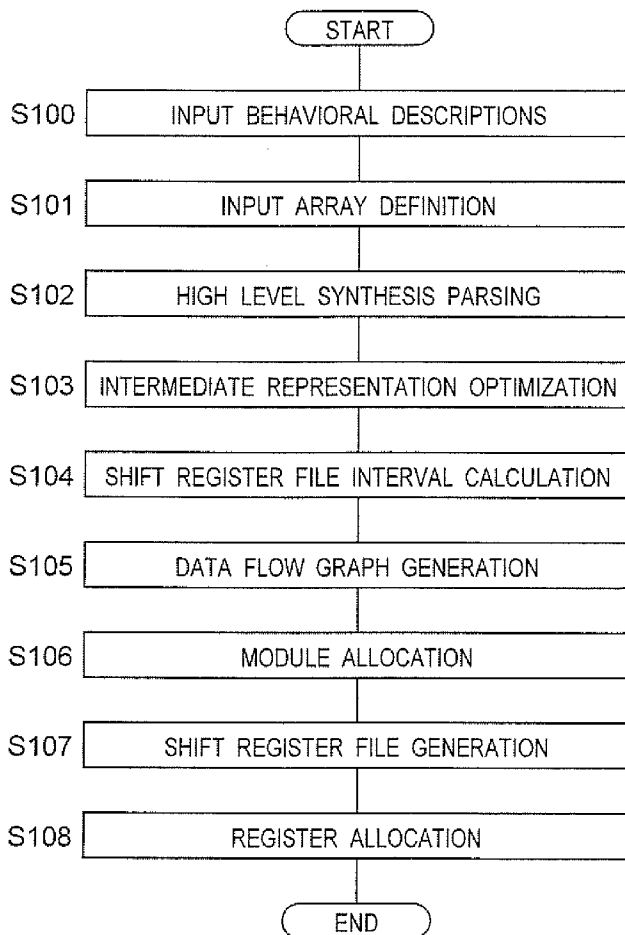 START
S100 INPUT BEHAVIORAL DESCRIPTIONS
S101 INPUT ARRAY DEFINITION
S102 HIGH LEVEL SYNTHESIS PARSING
S103 INTERMEDIATE REPRESENTATION OPTIMIZATION
S104 SHIFT REGISTER FILE INTERVAL CALCULATION
S105 DATA FLOW GRAPH GENERATION
S106 MODULE ALLOCATION
S107 SHIFT REGISTER FILE GENERATION
S108 REGISTER ALLOCATION
END